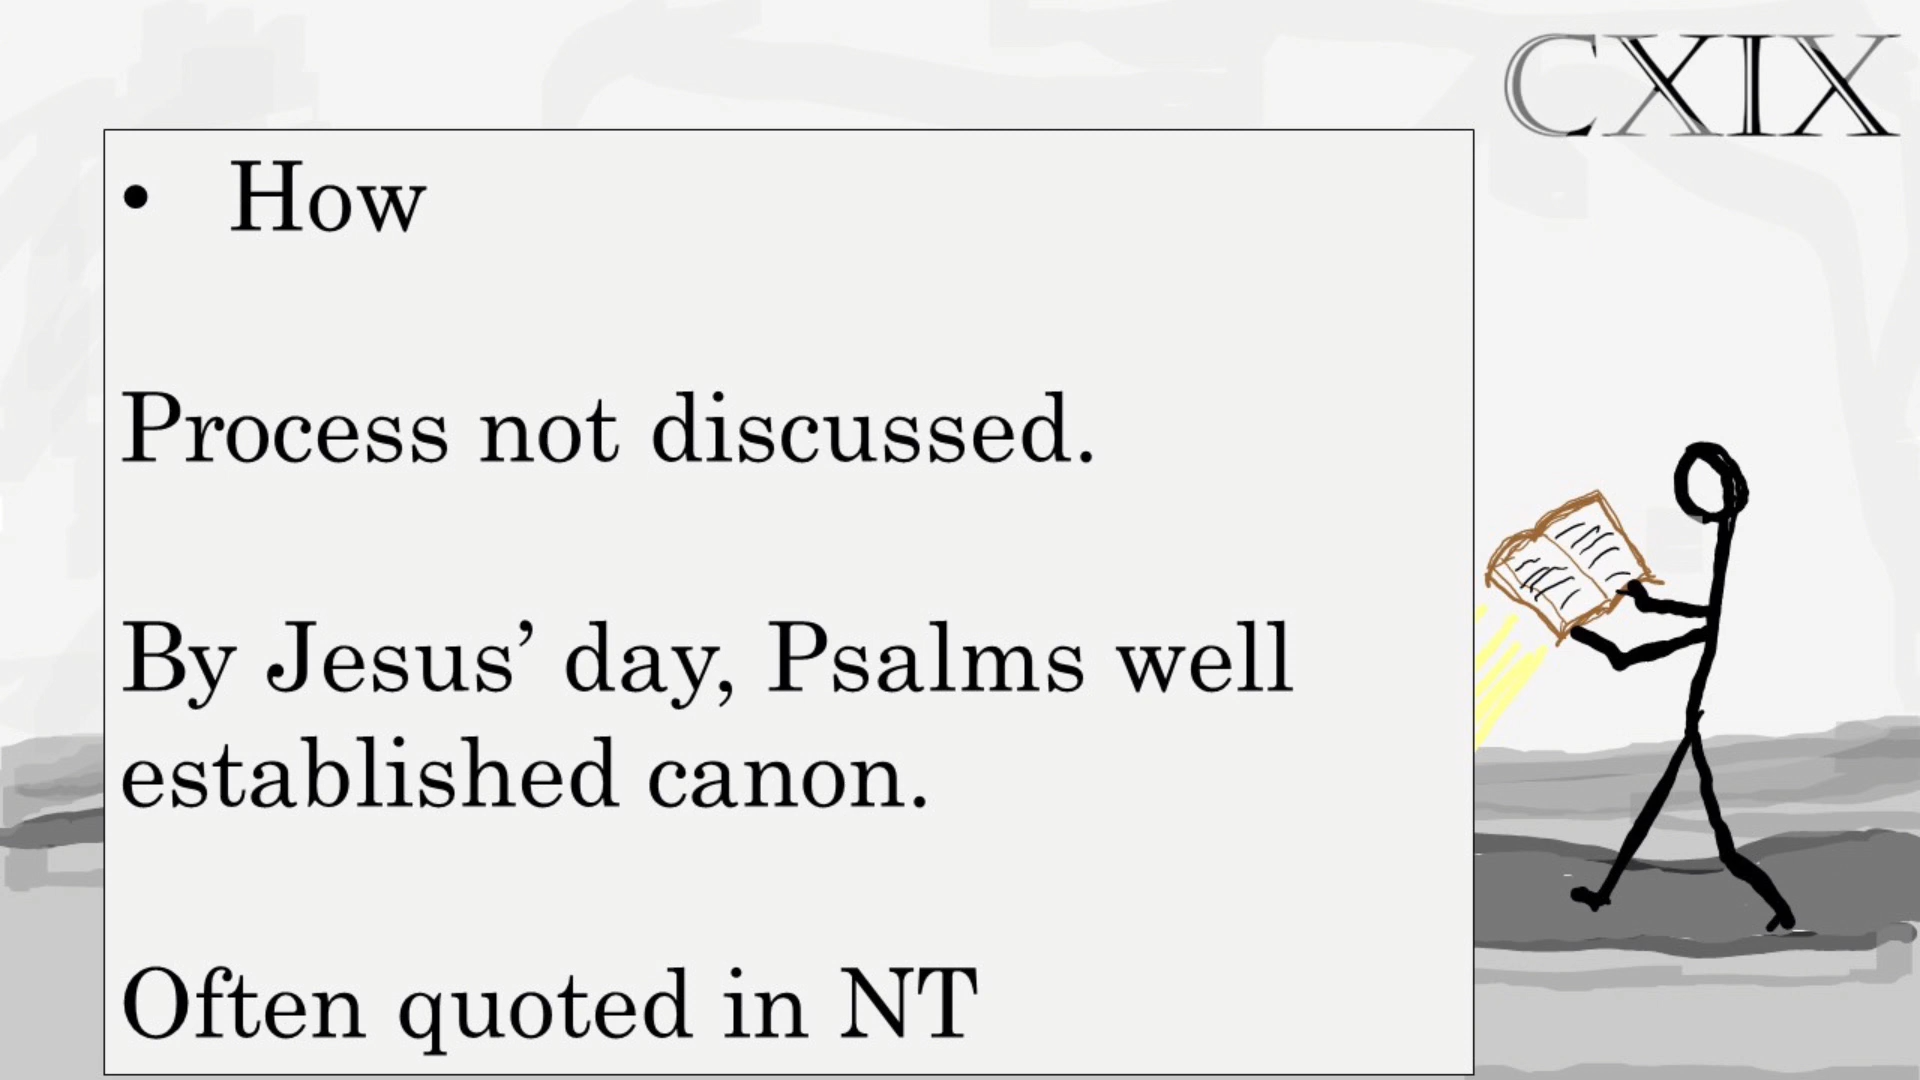 CXIX
• How
Process not discussed.
By Jesus’ day, Psalms well
established canon.
Often quoted in NT